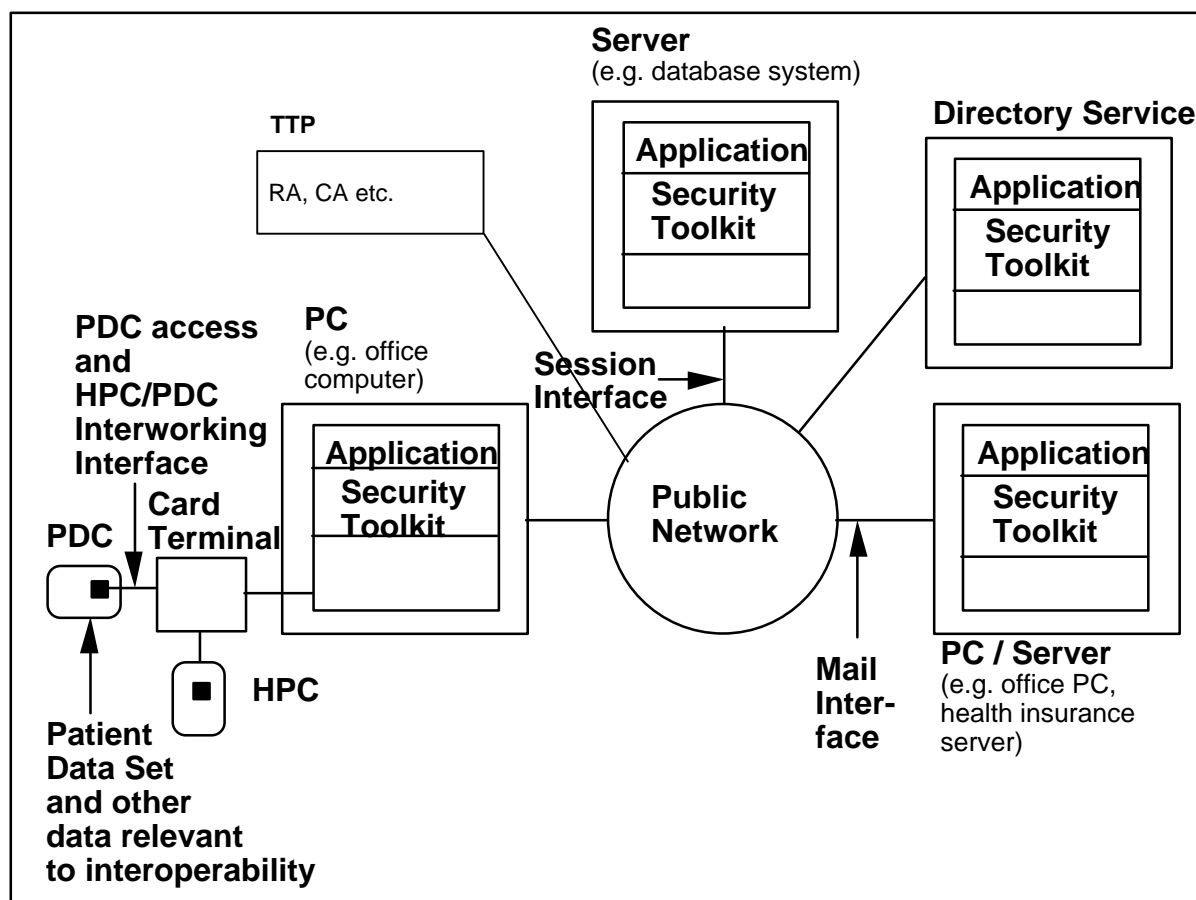 Server
(e.g. database system)
Application
Security
Toolkit
Directory Service
Application
Security
Toolkit
TTP
RA, CA etc.
PDC access
and
HPC/PDC
Interworking
Interface
PC
(e.g. office
computer)
Application
Security
Toolkit
Session
Interface
Public
Network
Application
Security
Toolkit
PC / Server
(e.g. office PC,
health insurance
server)
Mail
Inter-
face
Card
Terminal
PDC
HPC
Patient
Data Set
and other
data relevant
to interoperability